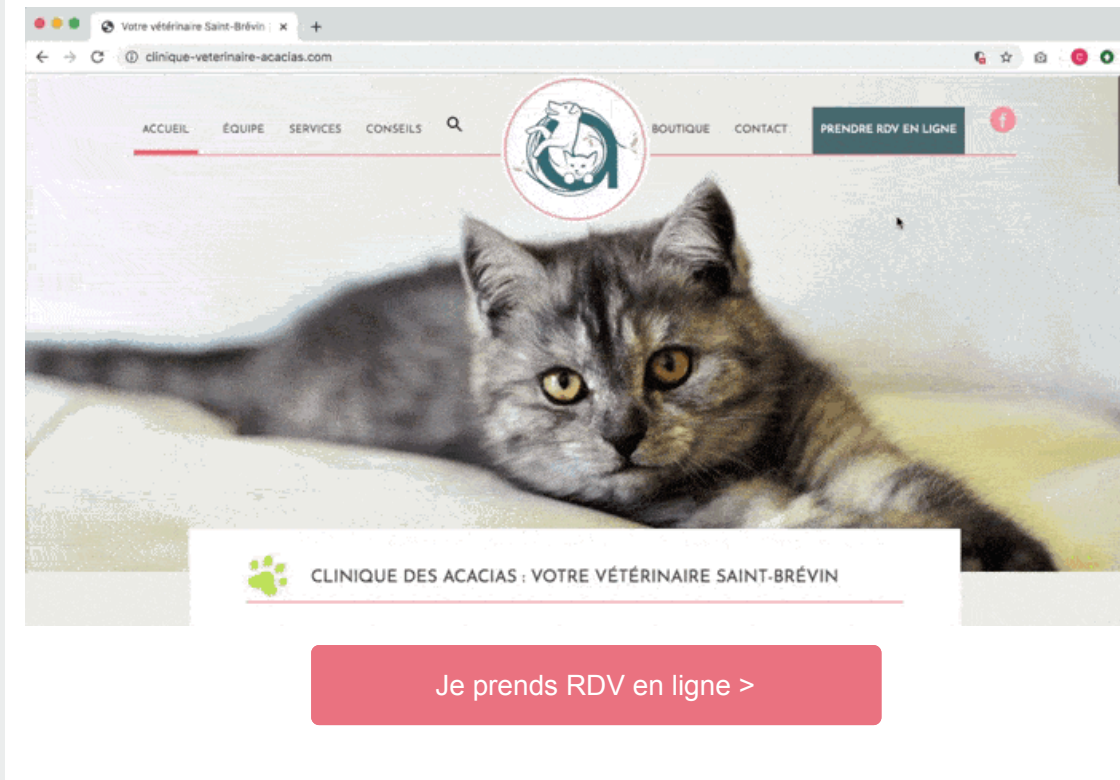 Votre vétérinaire Saint-Brévin
clinique-veterinaire-acacias.com
ACCUEIL ÉQUIPE SERVICES CONSEILS BOUTIQUE CONTACT PRENDRE RDV EN LIGNE
CLINIQUE DES ACACIAS : VOTRE VÉTÉRINAIRE SAINT-BRÉVIN
Je prends RDV en ligne >